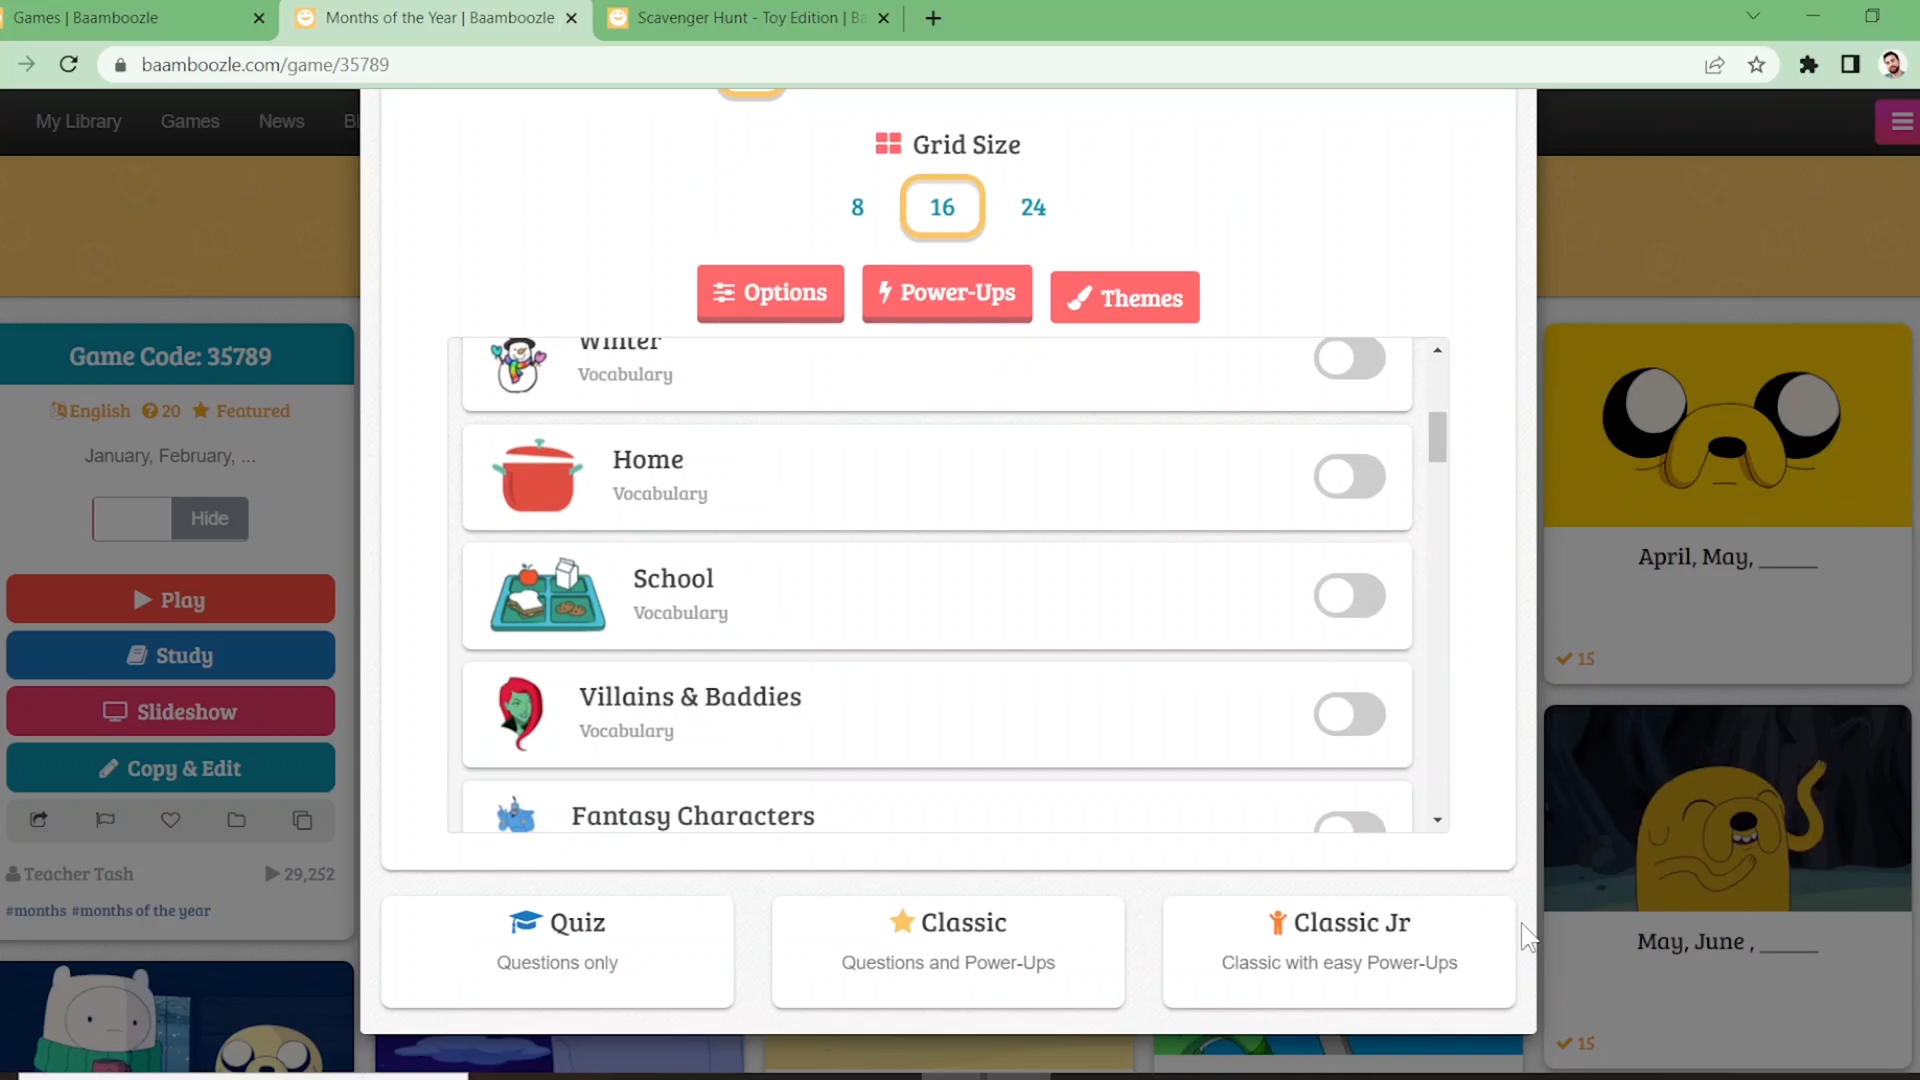 Games | Baamboozle
Months of the Year | Baamboozle
Scavenger Hunt - Toy Edition | Ba
baamboozle.com/game/35789
My Library
Games
News
Bl
Grid Size
8
16
24
Options
Power-Ups
Themes
Winter
Vocabulary
Home
Vocabulary
School
Vocabulary
Villains & Baddies
Vocabulary
Fantasy Characters
Quiz
Questions only
Classic
Questions and Power-Ups
Classic Jr
Classic with easy Power-Ups
Game Code: 35789
English 20 Featured
January, February, ...
Hide
Play
Study
Slideshow
Copy & Edit
Teacher Tash
29,252
#months #months of the year
April, May, _____
15
May, June , _____
15